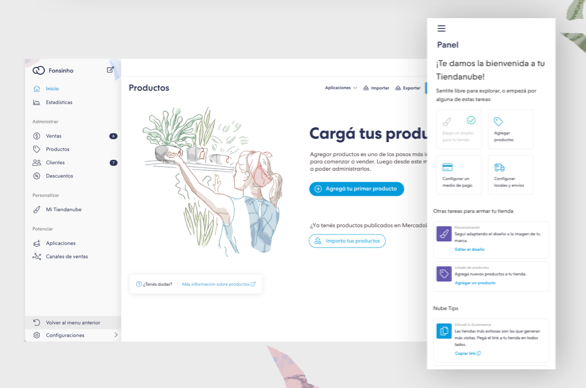 Fonsinho
Inicio
Estadísticas
Administrar
Ventas
Productos
Clientes
7
Descuentos
Personalizar
Mi Tiendanube
Potenciar
Aplicaciones
Canales de ventas
Volver al menu anterior
Configuraciones
Productos
Aplicaciones
Importar
Exportar
Cargá tus produ
Agregar productos es uno de los pasos más i
para comenzar a vender. Luego desde este m
a poder administrarlos.
Agregá tu primer producto
¿Ya tenés productos publicados en Mercadol
Importa tus productos
¿Tenés dudas?
Más información sobre productos
Panel
¡Te damos la bienvenida a tu
Tiendanube!
Sentite libre para explorar, o empezá por
alguna de estas tareas:
Elegir un diseño
para tu tienda
Agregar
productos
Configurar un
medio de pago
Configurar
locales y envíos
Otras tareas para armar tu tienda
Personalización
Seguí adaptando el diseño a la imagen de tu
marca.
Editar el diseño
Agregá nuevos productos a tu tienda.
Agregar un producto
Nube Tips
Las tiendas más exitosas son las que generan
más visitas. Pegá el link a tu tienda en todos
lados.
Copiar link